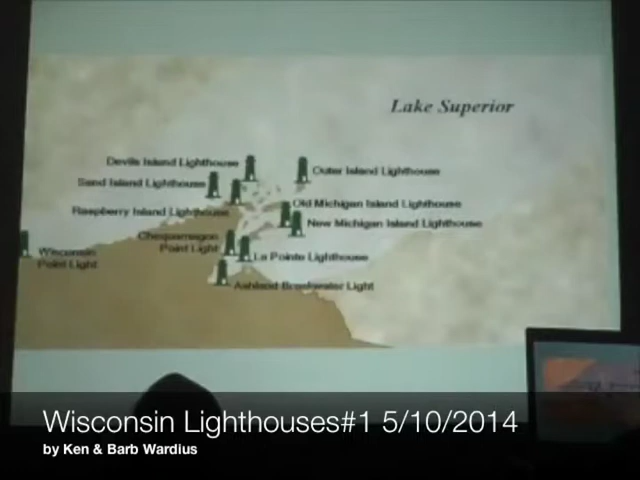 Lake Superior
Devils Island Lighthouse
Outer Island Lighthouse
Sand Island Lighthouse
Old Michigan Island Lighthouse
Raspberry Island Lighthouse
New Michigan Island Lighthouse
Chequamegon
Point Light
Wisconsin
Point Light
La Pointe Lighthouse
Ashland Breakwater Light
Wisconsin Lighthouses#1 5/10/2014
by Ken & Barb Wardius